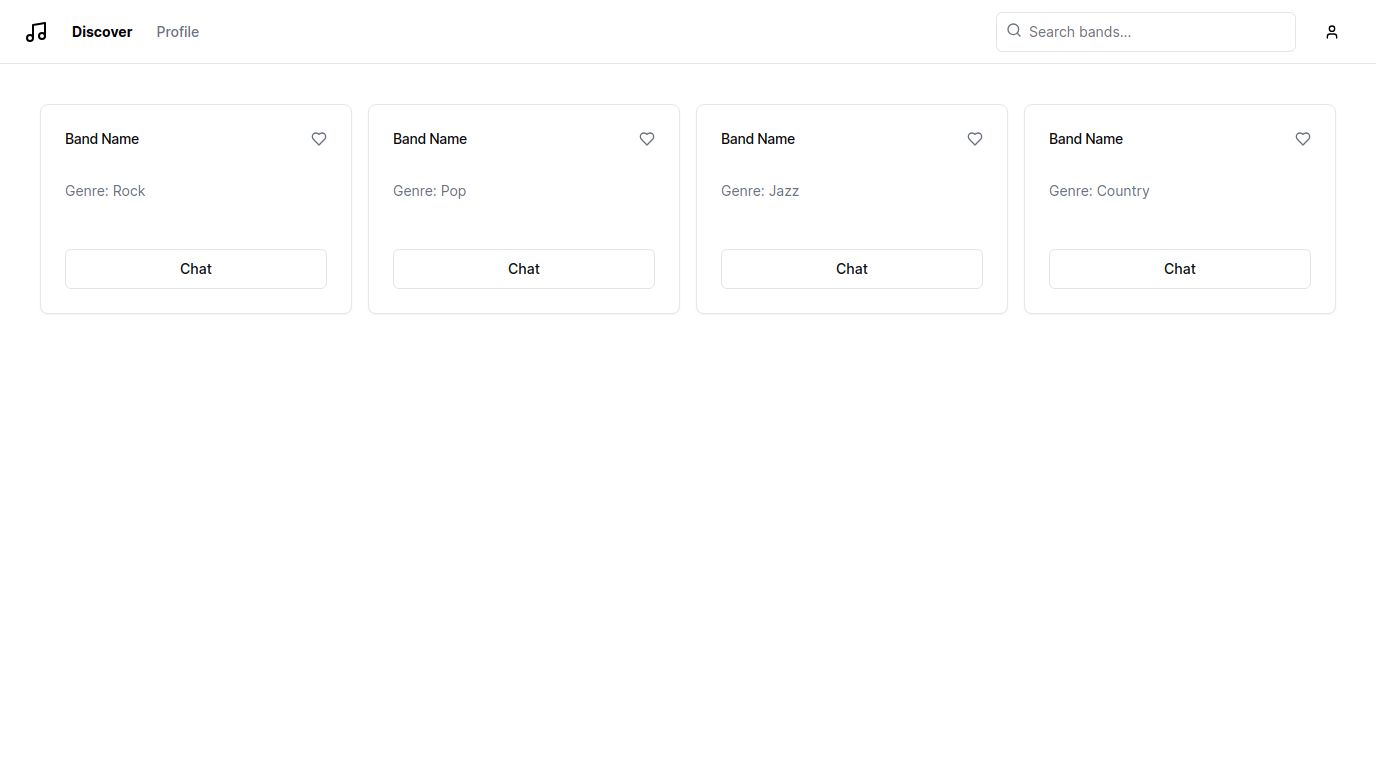 Discover
Profile
Search bands...
Band Name
Genre: Rock
Chat
Band Name
Genre: Pop
Chat
Band Name
Genre: Jazz
Chat
Band Name
Genre: Country
Chat